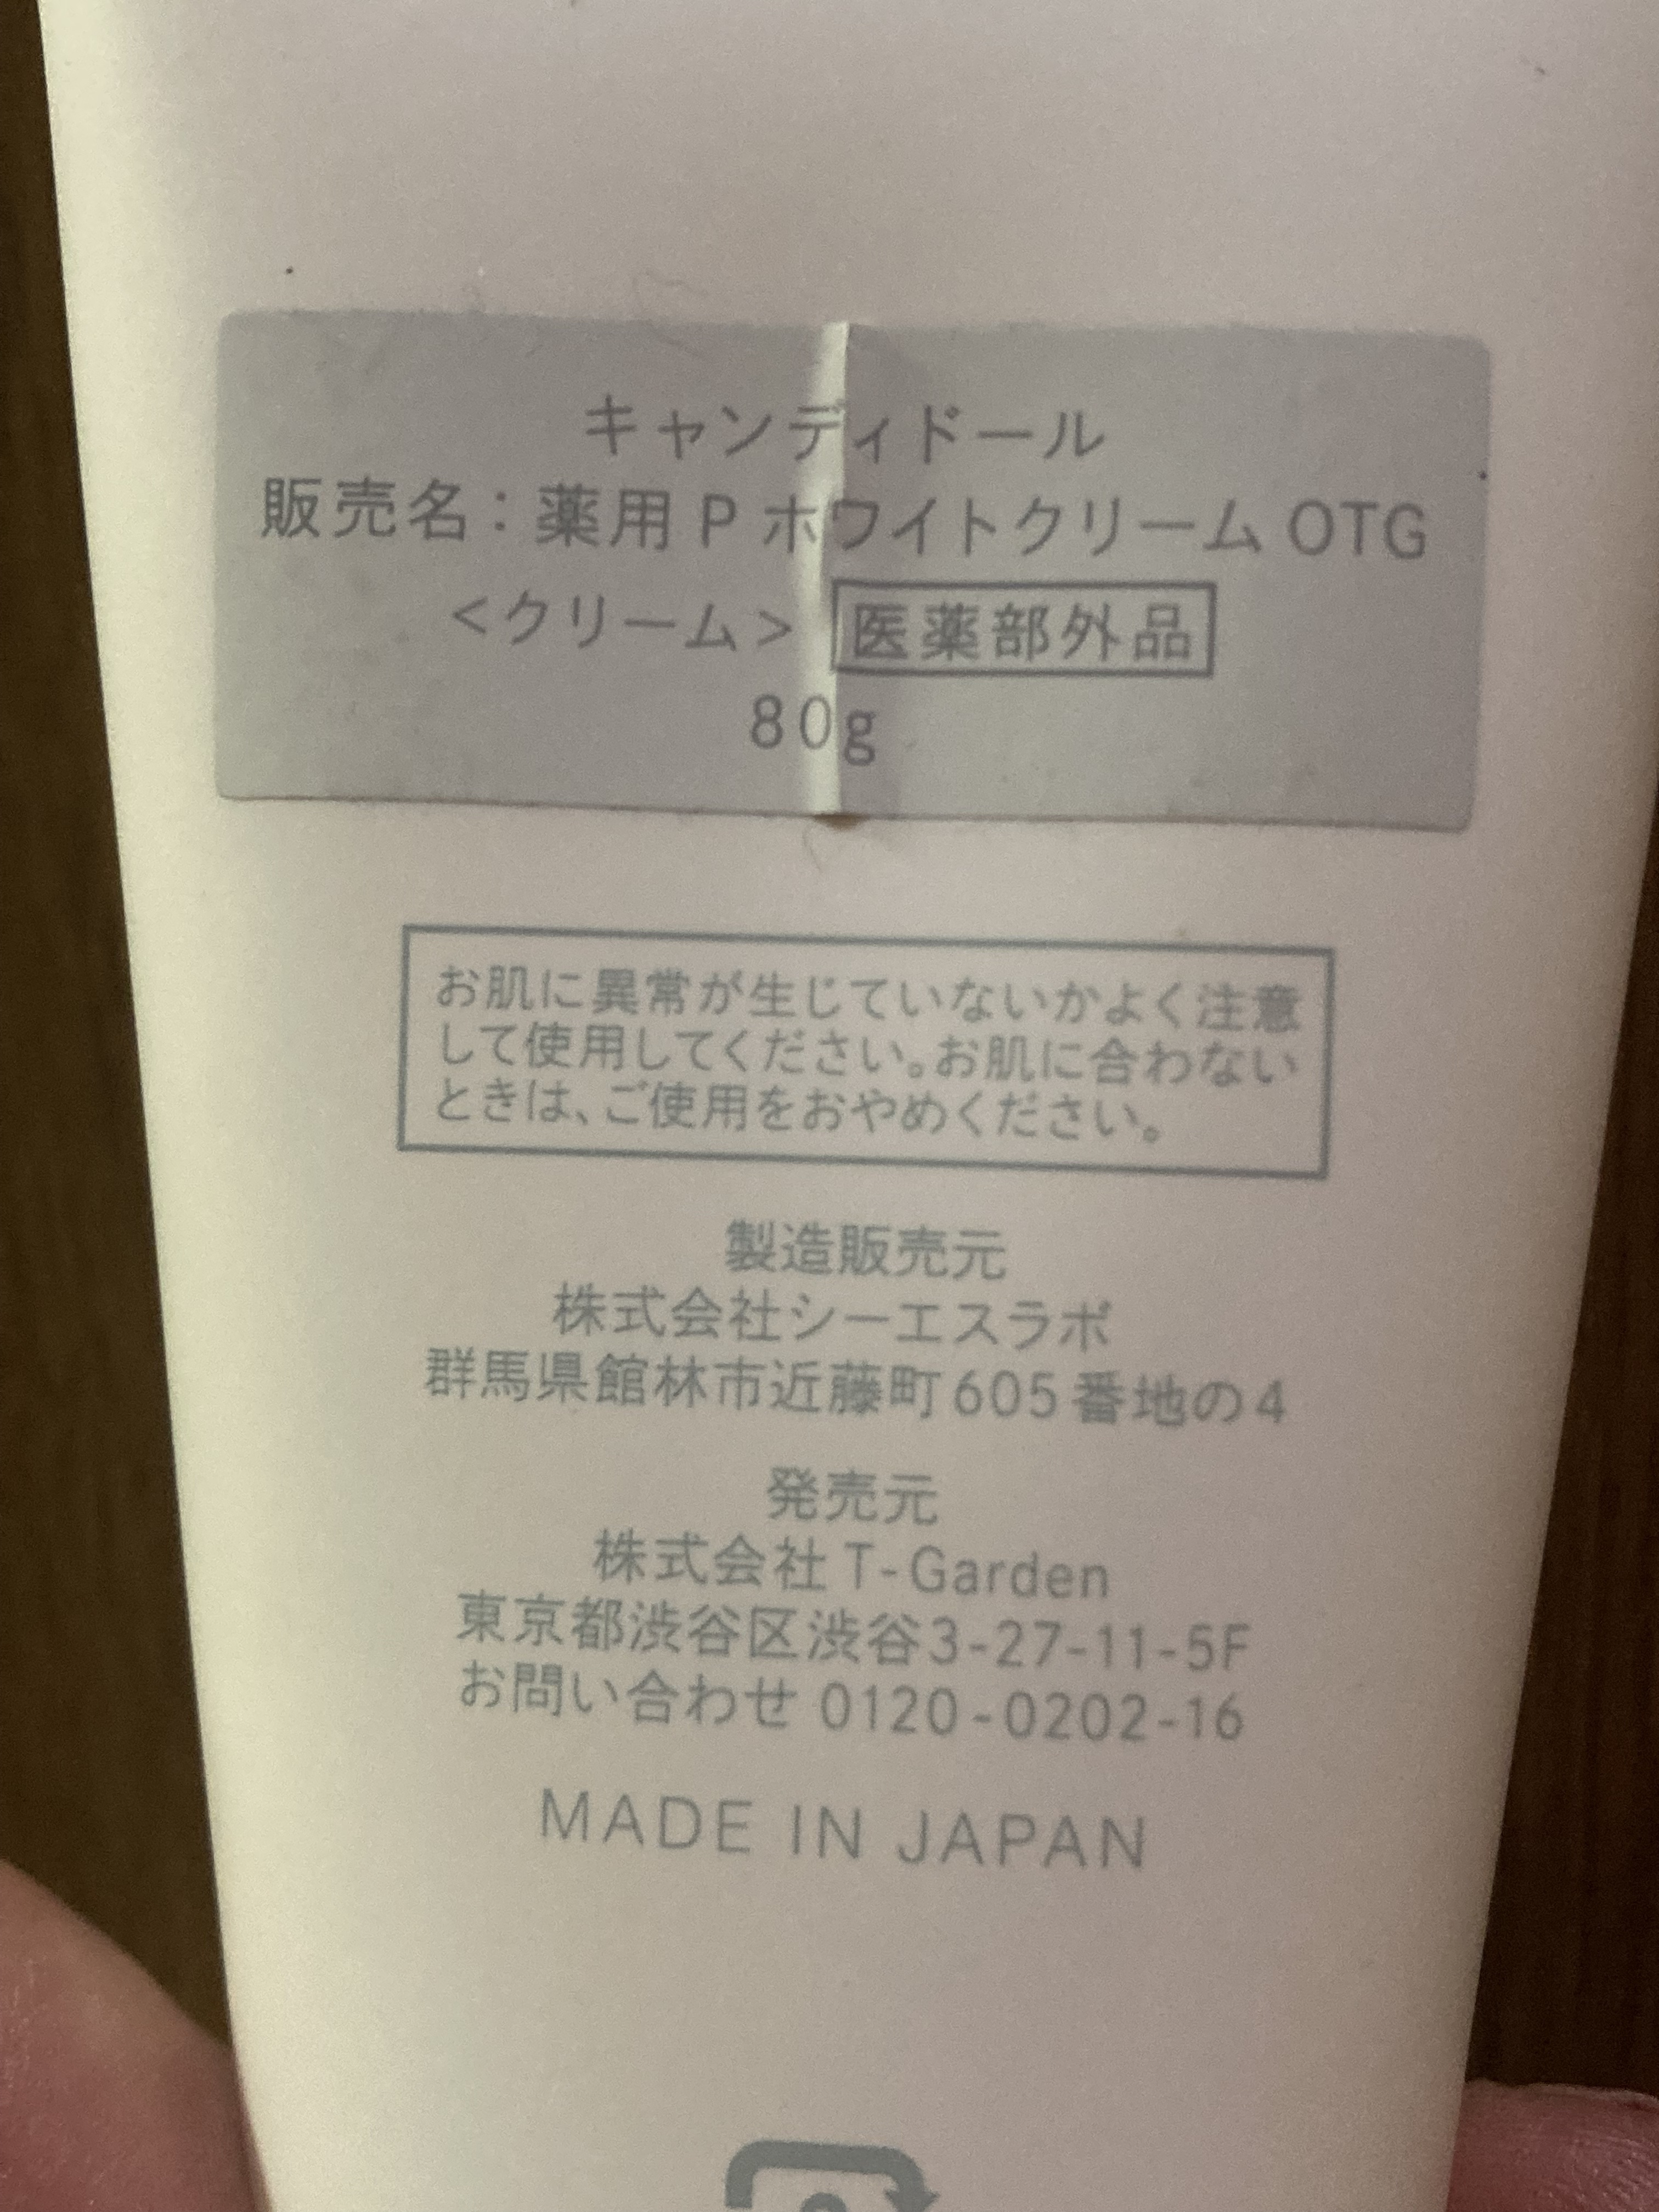 キャンディドール
販売名：薬用 P ホワイトクリーム OTG
<クリーム> 医薬部外品
80g
お肌に異常が生じていないかよく注意
して使用してください。お肌に合わない
ときは、ご使用をおやめください。
製造販売元
株式会社シーエスラボ
群馬県館林市近藤町605番地の4
発売元
株式会社 T-Garden
東京都渋谷区渋谷3-27-11-5F
お問い合わせ 0120-0202-16
MADE IN JAPAN